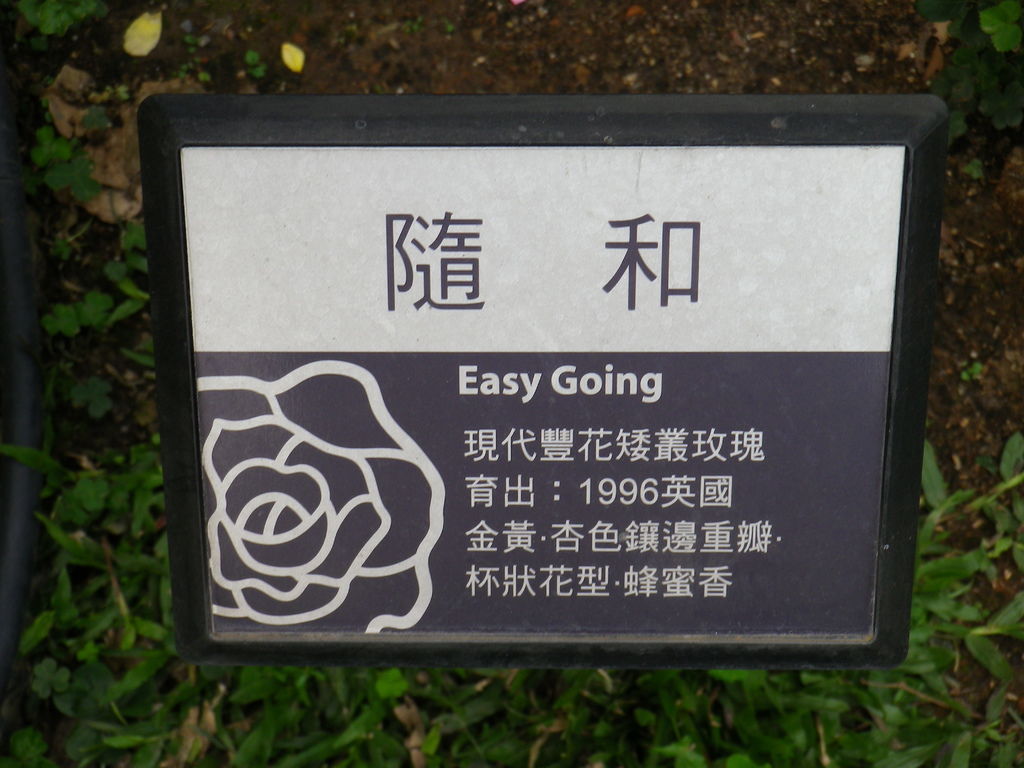 隨 和
Easy Going
現代豐花矮叢玫瑰
育出：1996英國
金黃·杏色鑲邊重瓣·
杯狀花型·蜂蜜香